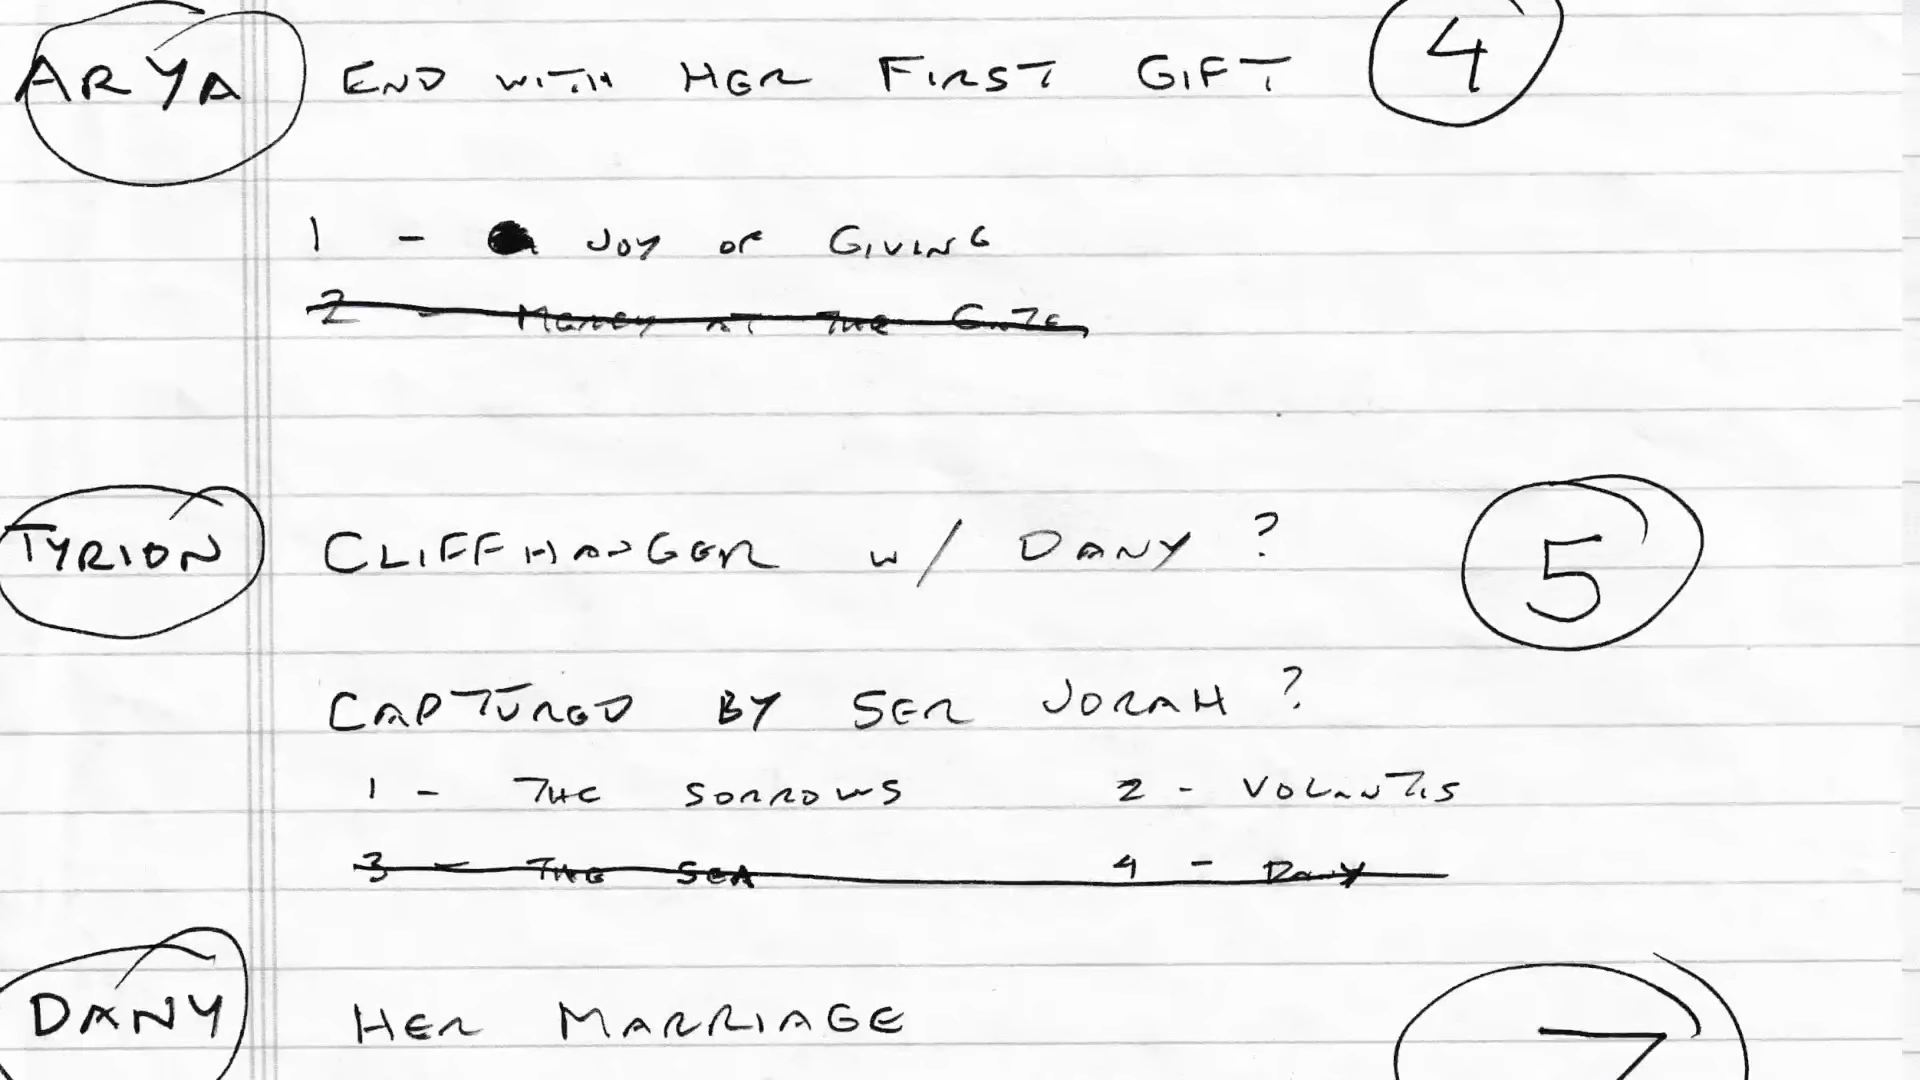 ARYA END WITH HER FIRST GIFT 4
1 - JOY OF GIVING
2 - MERCY AT THE GATE
TYRION CLIFFHANGER W/ DANY ? 5
CAPTURED BY SER JORAH ?
1 - THE SORROWS 2 - VOLANTIS
3 - THE SEA 4 - DANY
DANY HER MARRIAGE 7